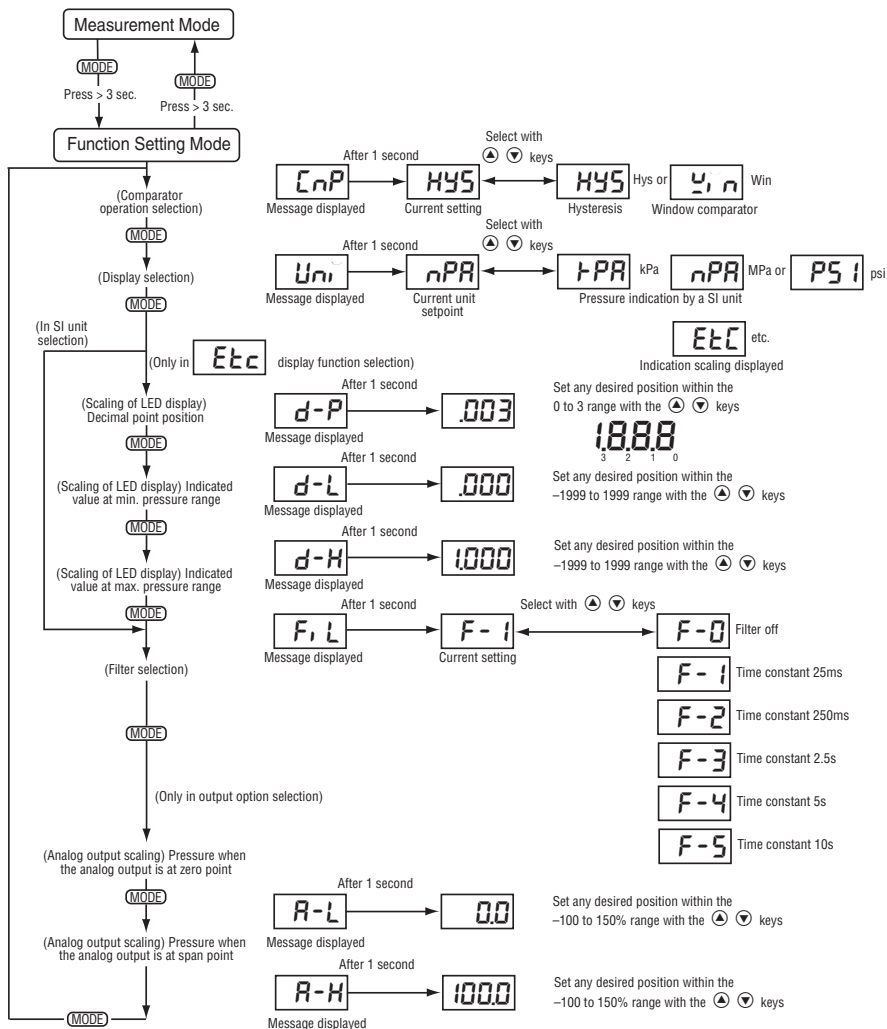 Measurement Mode
MODE
MODE
Press > 3 sec.
Press > 3 sec.
Function Setting Mode
(Comparator
operation selection)
CnP
Message displayed
After 1 second
HYS
Current setting
Select with
▲ ▼ keys
HYS Hys or
Hysteresis
Win Win
Window comparator
MODE
(Display selection)
Uni
Message displayed
After 1 second
nPA
Current unit
setpoint
Select with
▲ ▼ keys
kPA kPa
nPA MPa or
PSI psi
Pressure indication by a SI unit
MODE
(In SI unit
selection)
EtC etc.
Indication scaling displayed
(Only in Etc display function selection)
(Scaling of LED display)
Decimal point position
d-P
Message displayed
After 1 second
.003
Set any desired position within the
0 to 3 range with the ▲ ▼ keys
1.8.8.8
3 2 1 0
MODE
(Scaling of LED display) Indicated
value at min. pressure range
d-L
Message displayed
After 1 second
.000
Set any desired position within the
–1999 to 1999 range with the ▲ ▼ keys
MODE
(Scaling of LED display) Indicated
value at max. pressure range
d-H
Message displayed
After 1 second
1.000
Set any desired position within the
–1999 to 1999 range with the ▲ ▼ keys
MODE
(Filter selection)
FiL
Message displayed
After 1 second
F-1
Current setting
Select with ▲ ▼ keys
F-0 Filter off
F-1 Time constant 25ms
F-2 Time constant 250ms
F-3 Time constant 2.5s
F-4 Time constant 5s
F-5 Time constant 10s
MODE
(Only in output option selection)
(Analog output scaling) Pressure when
the analog output is at zero point
A-L
Message displayed
After 1 second
0.0
Set any desired position within the
–100 to 150% range with the ▲ ▼ keys
MODE
(Analog output scaling) Pressure when
the analog output is at span point
A-H
Message displayed
After 1 second
100.0
Set any desired position within the
–100 to 150% range with the ▲ ▼ keys
MODE